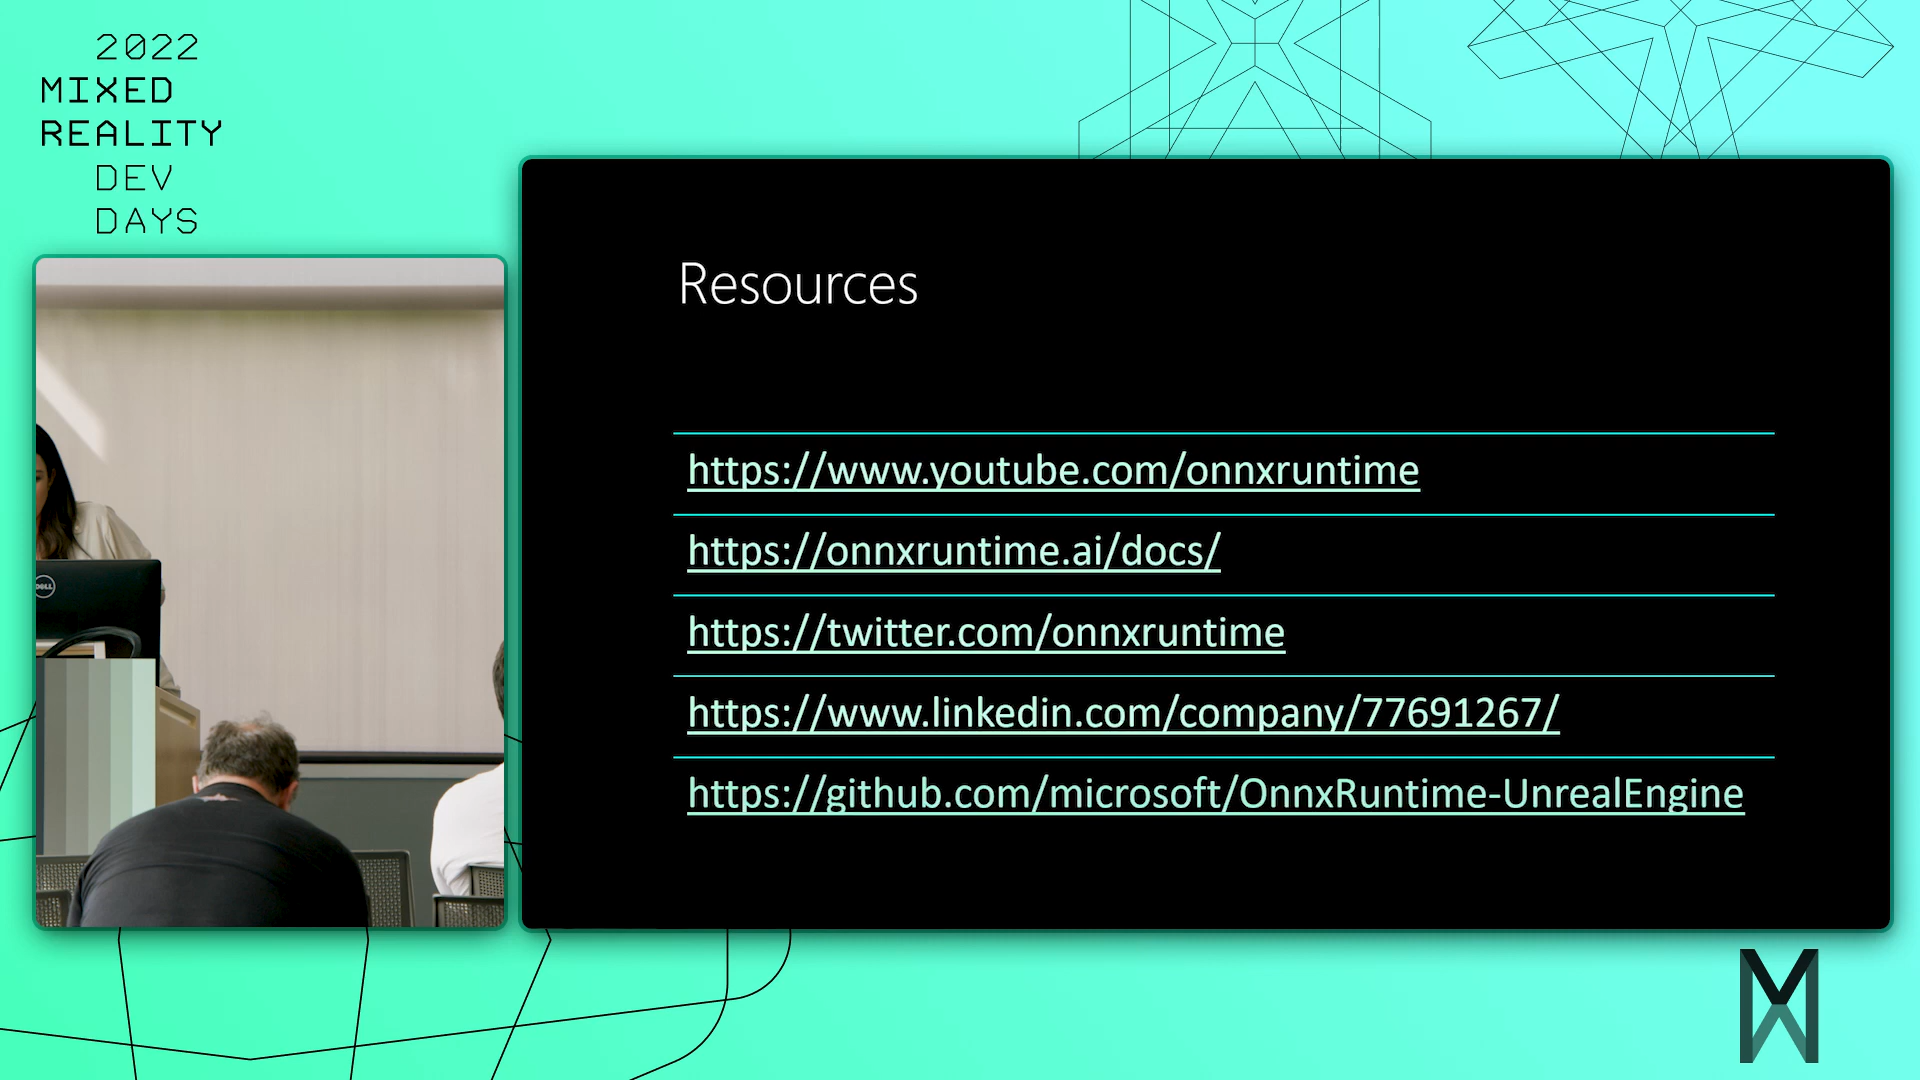 2022
MIXED
REALITY
DEV
DAYS
DELL
Resources
https://www.youtube.com/onnxruntime
https://onnxruntime.ai/docs/
https://twitter.com/onnxruntime
https://www.linkedin.com/company/77691267/
https://github.com/microsoft/OnnxRuntime-UnrealEngine